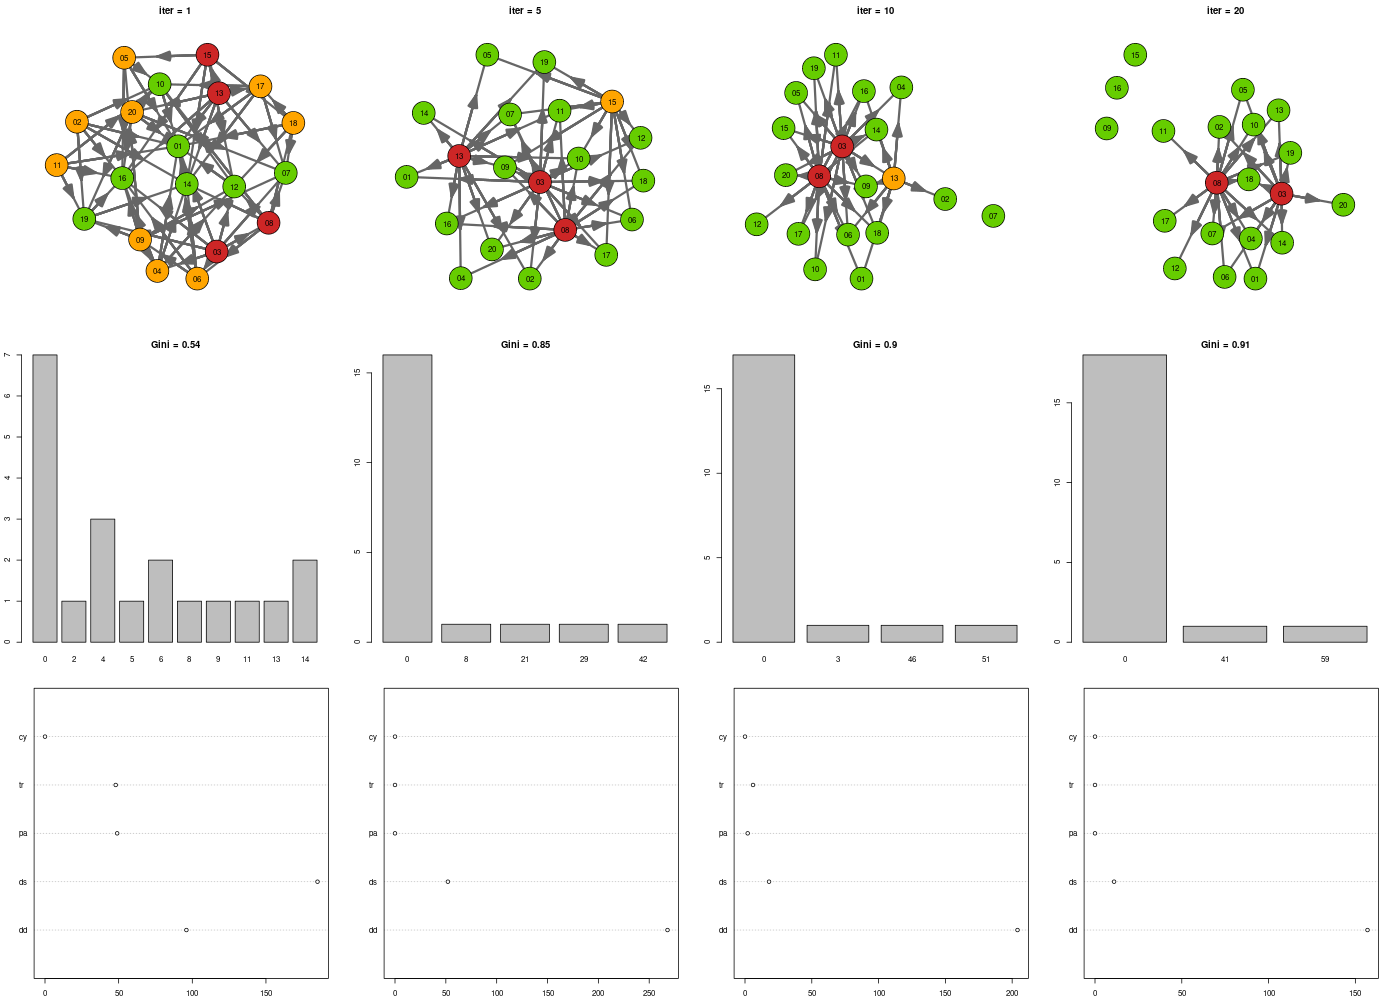 iter = 1
iter = 5
iter = 10
iter = 20
05 15 10 13 17 20 02 18 01 11 16 14 12 07 19 08 09 03 04 06
05 19 15 14 07 11 12 13 10 09 01 03 18 16 06 08 20 17 04 02
11 19 05 16 04 15 14 03 20 08 09 13 02 07 12 17 06 18 10 01
15 16 05 13 09 11 02 10 19 18 08 03 20 17 07 04 14 12 06 01
Gini = 0.54
7
6
5
4
3
2
1
0
0 2 4 5 6 8 9 11 13 14
Gini = 0.85
15
10
5
0
0 8 21 29 42
Gini = 0.9
15
10
5
0
0 3 46 51
Gini = 0.91
15
10
5
0
0 41 59
cy
tr
pa
ds
dd
0 50 100 150
cy
tr
pa
ds
dd
0 50 100 150 200 250
cy
tr
pa
ds
dd
0 50 100 150 200
cy
tr
pa
ds
dd
0 50 100 150